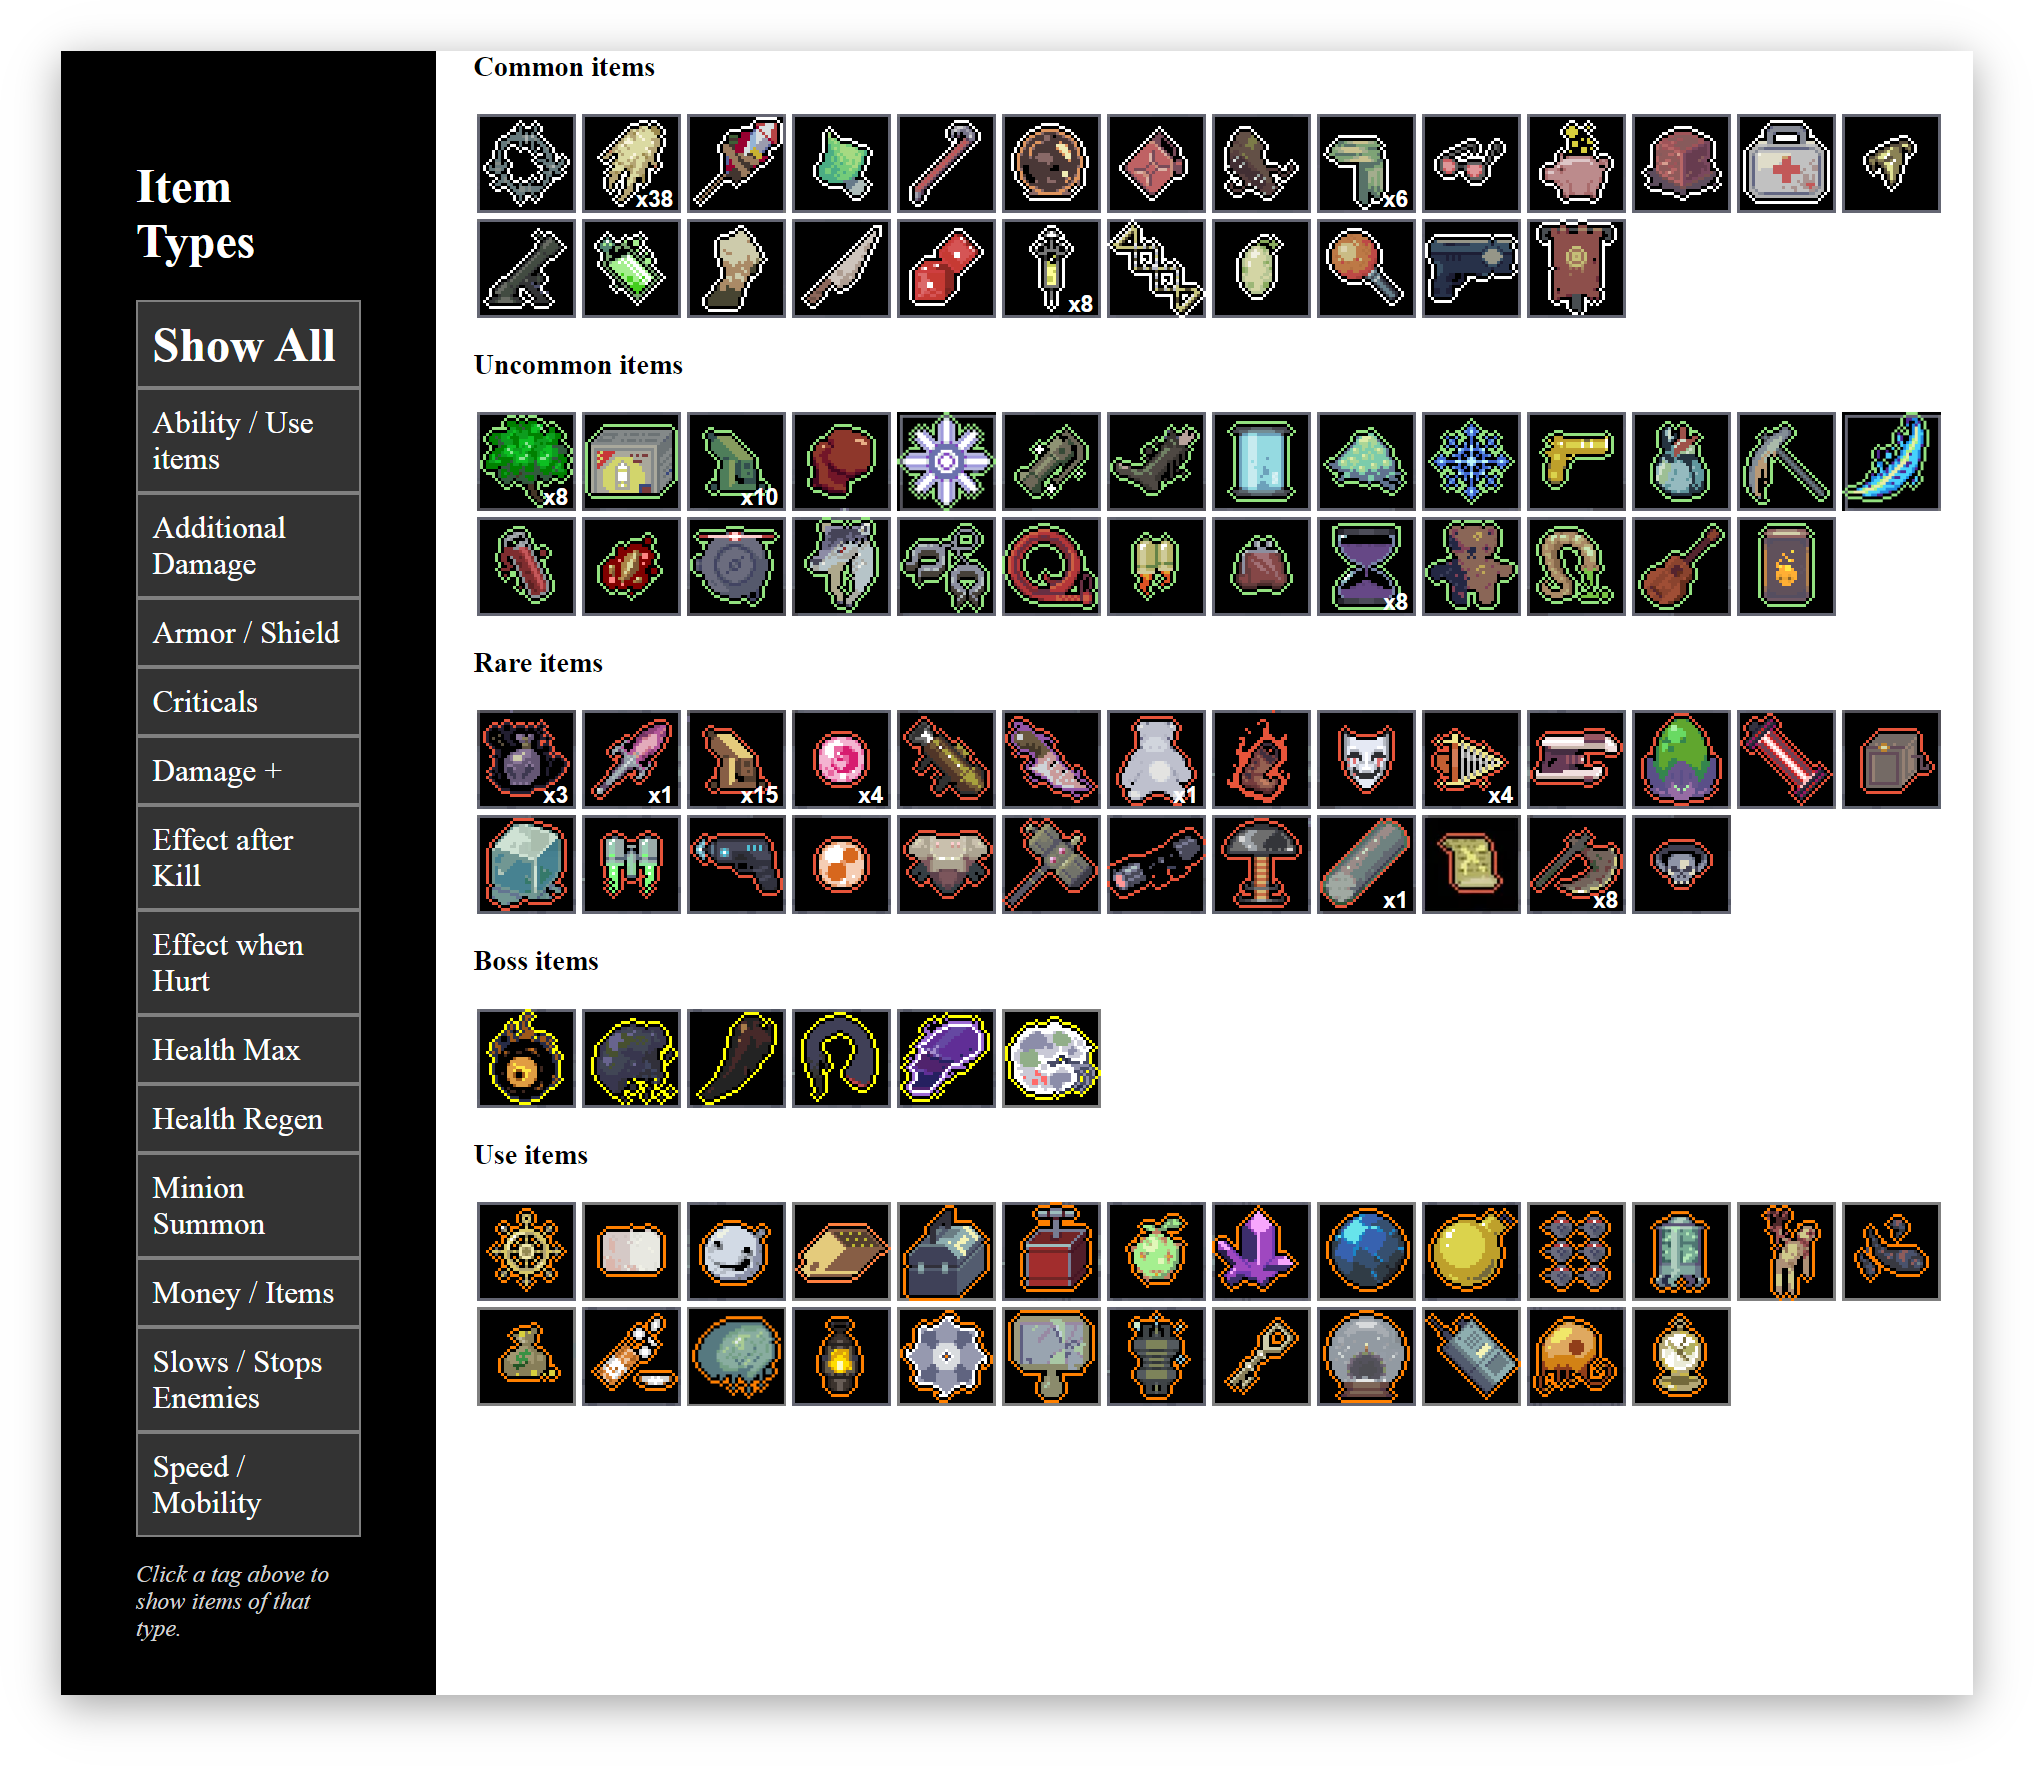 Item
Types
Show All
Ability / Use
items
Additional
Damage
Armor / Shield
Criticals
Damage +
Effect after
Kill
Effect when
Hurt
Health Max
Health Regen
Minion
Summon
Money / Items
Slows / Stops
Enemies
Speed /
Mobility
Click a tag above to
show items of that
type.
Common items
x38
x6
x8
Uncommon items
x8
x10
x8
Rare items
x3
x1
x15
x4
x1
x4
x1
x8
Boss items
Use items